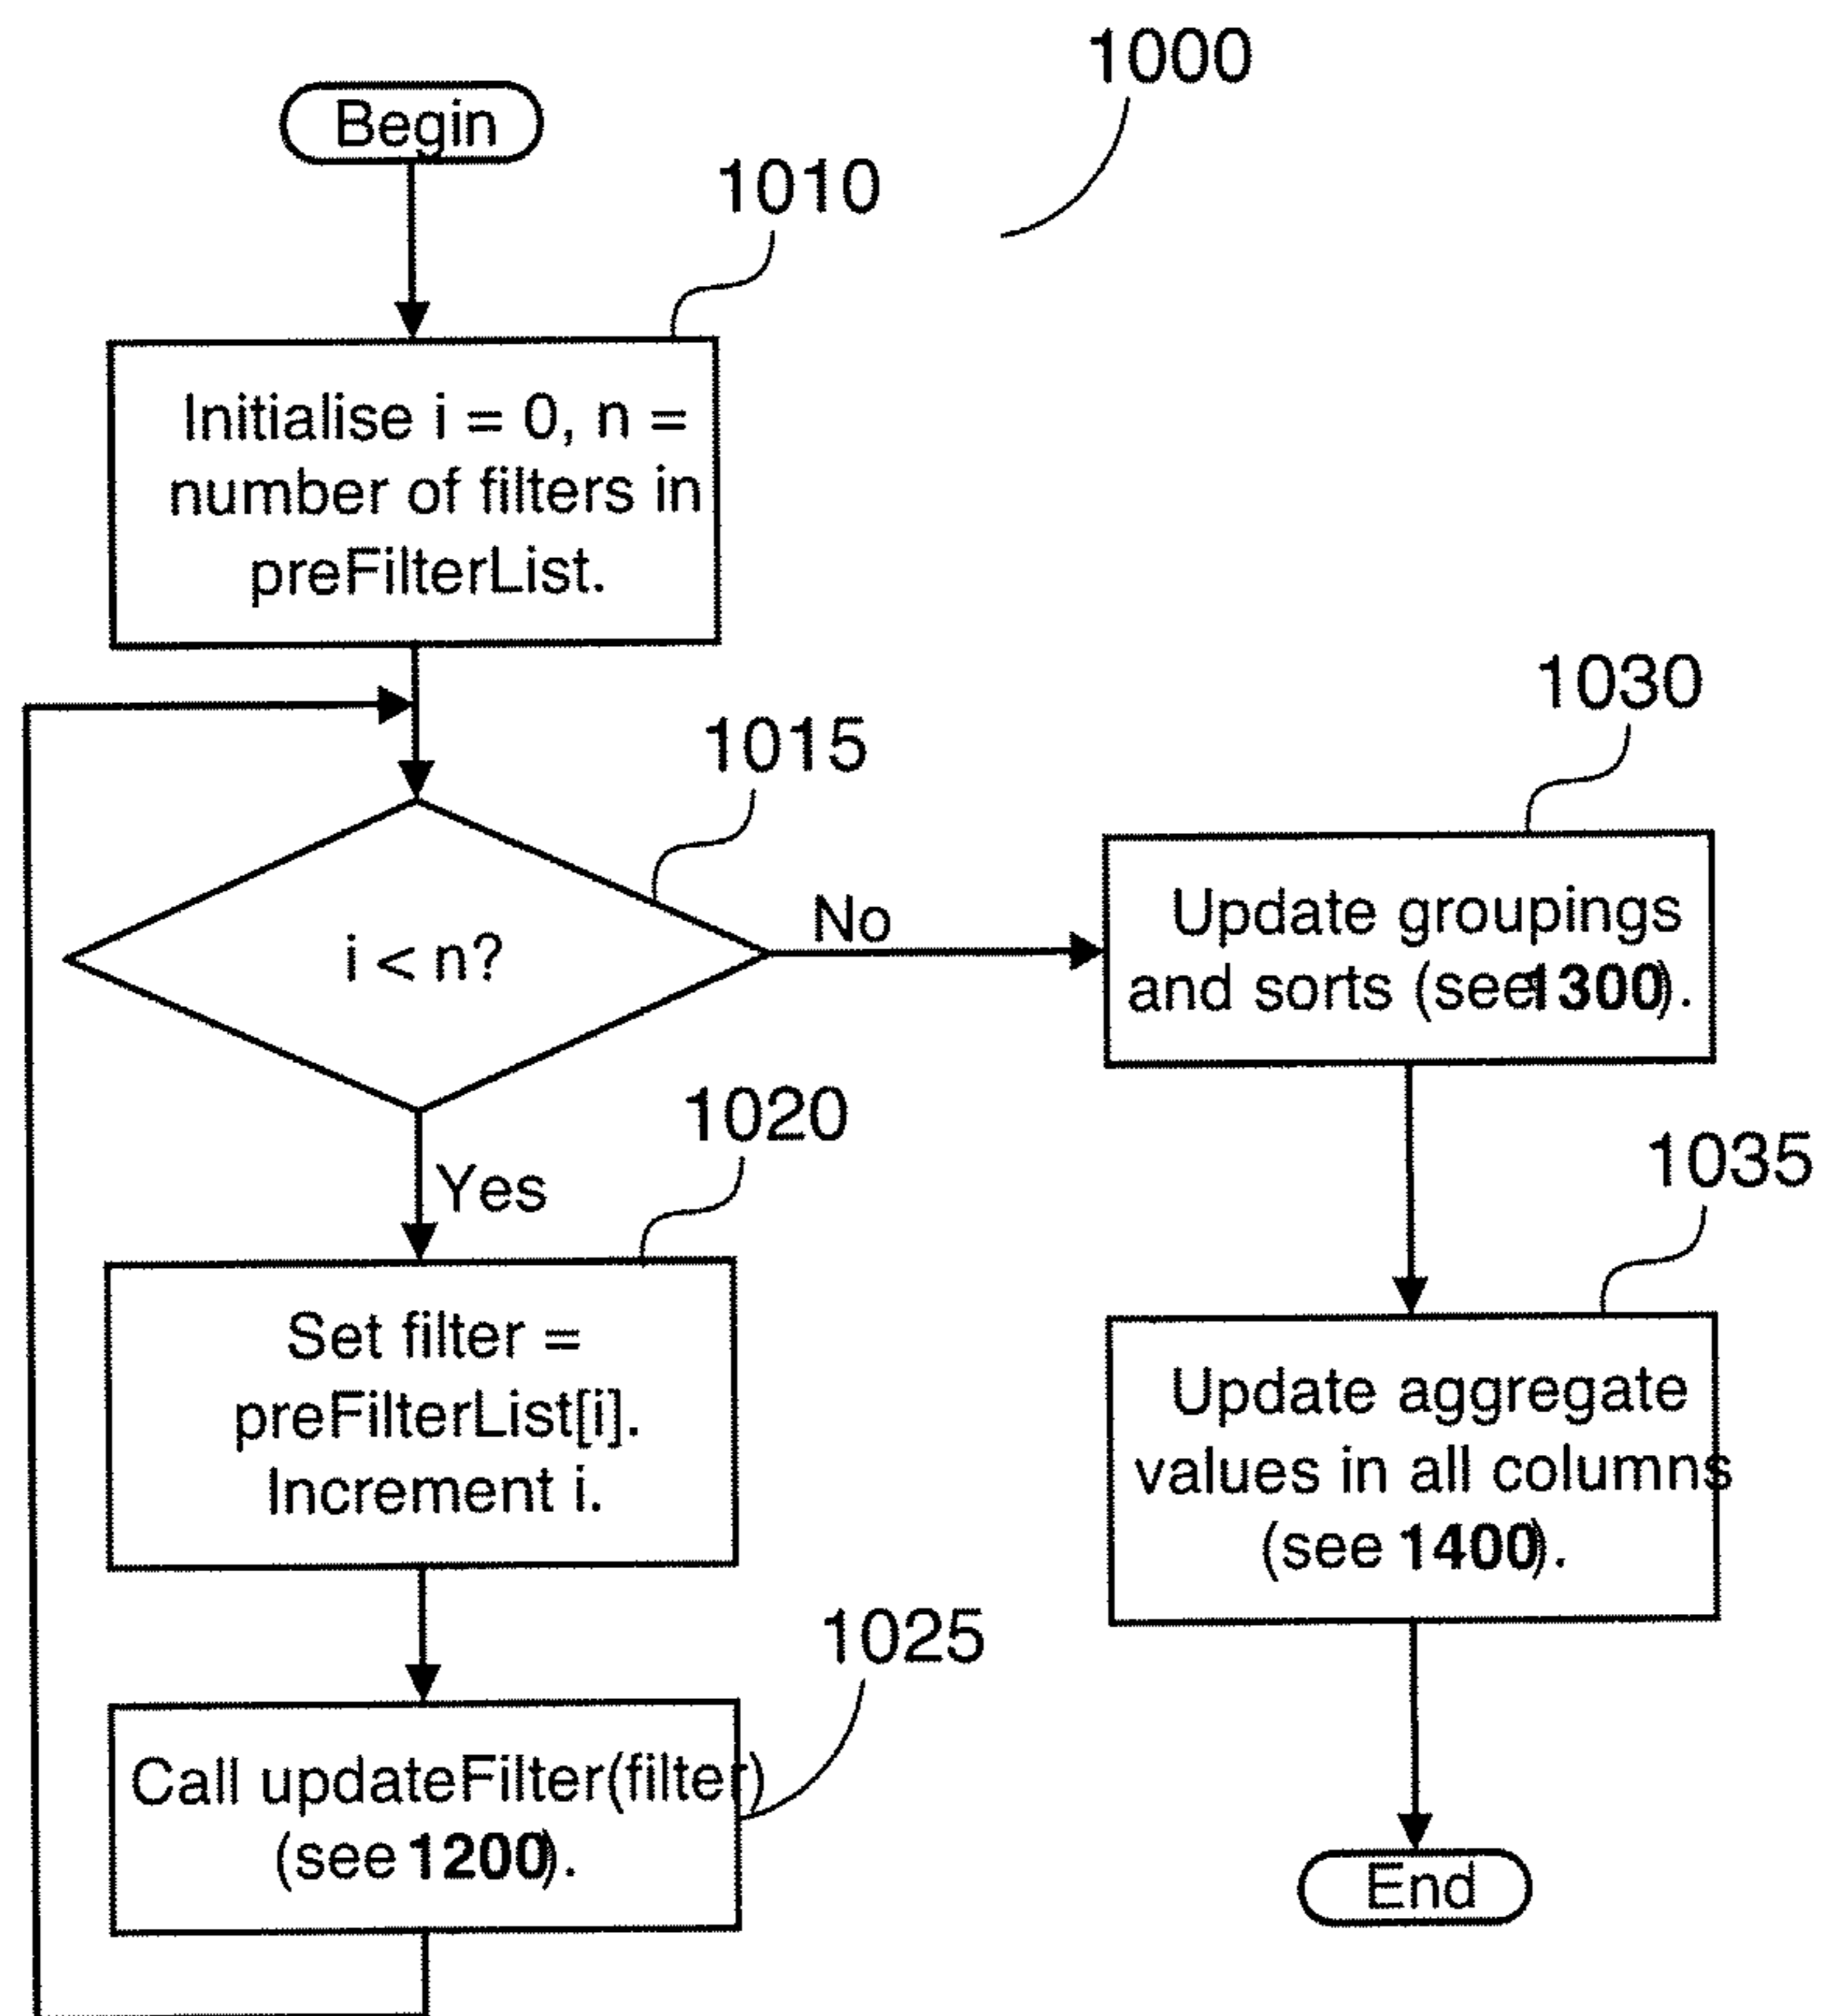 1000
Begin
1010
Initialise i = 0, n =
number of filters in
preFilterList.
1015
i < n?
No
Yes
1020
Set filter =
preFilterList[i].
Increment i.
1025
Call updateFilter(filter)
(see 1200).
1030
Update groupings
and sorts (see 1300).
1035
Update aggregate
values in all columns
(see 1400).
End